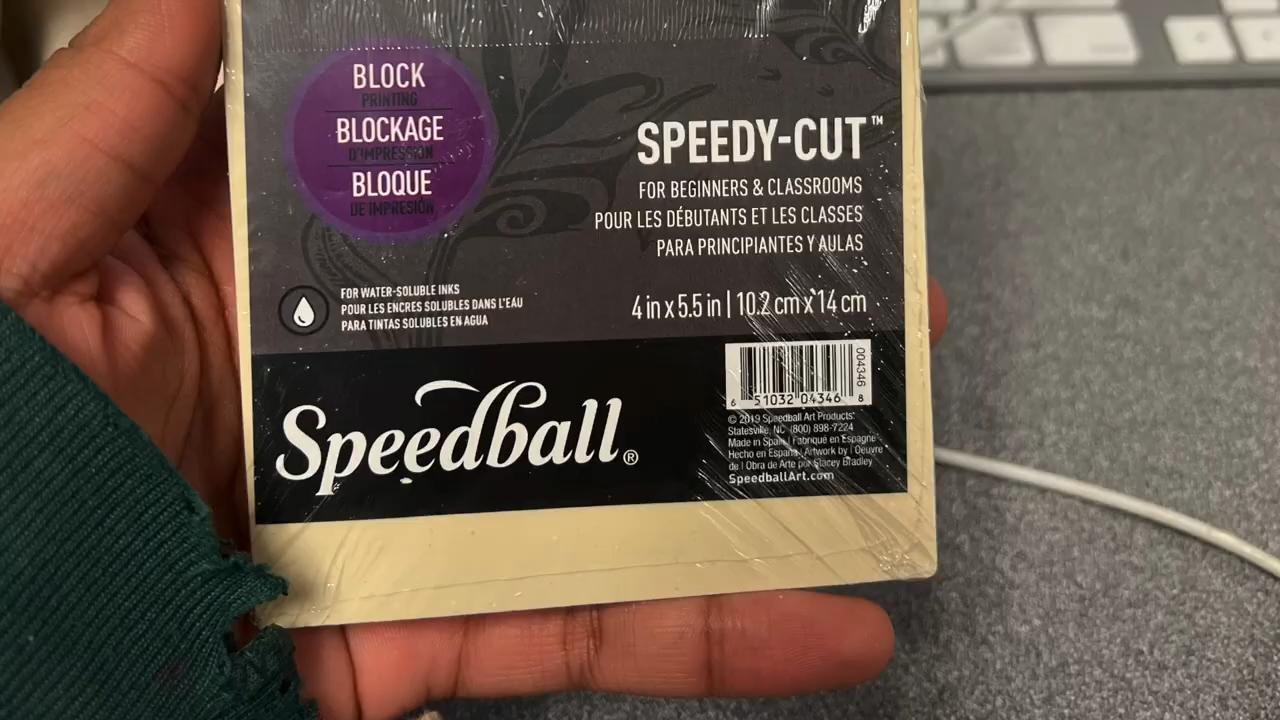 BLOCK
PRINTING
BLOCKAGE
D'IMPRESSION
BLOQUE
DE IMPRESIÓN
SPEEDY-CUT™
FOR BEGINNERS & CLASSROOMS
POUR LES DÉBUTANTS ET LES CLASSES
PARA PRINCIPIANTES Y AULAS
FOR WATER-SOLUBLE INKS
POUR LES ENCRES SOLUBLES DANS L'EAU
PARA TINTAS SOLUBLES EN AGUA
4 in x 5.5 in | 10.2 cm x 14 cm
Speedball®
004346
6 51032 04346 8
© 2019 Speedball Art Products
Statesville, NC (800) 898-7224
Made in Spain | Fabriqué en Espagne
Hecho en España | Artwork by | Oeuvre
de | Obra de Arte por Stacey Bradley
SpeedballArt.com